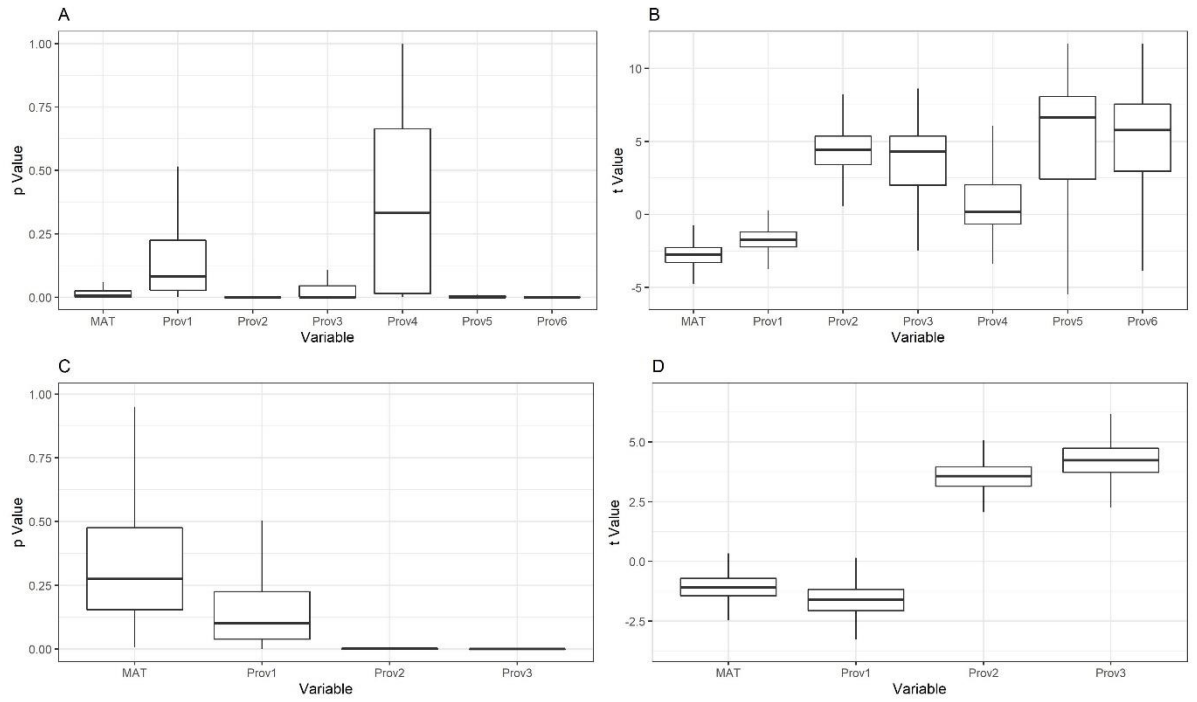 A
1.00
0.75
0.50
0.25
0.00
p Value
MAT Prov1 Prov2 Prov3 Prov4 Prov5 Prov6
Variable
B
10
5
0
-5
t Value
MAT Prov1 Prov2 Prov3 Prov4 Prov5 Prov6
Variable
C
1.00
0.75
0.50
0.25
0.00
p Value
MAT Prov1 Prov2 Prov3
Variable
D
5.0
2.5
0.0
-2.5
t Value
MAT Prov1 Prov2 Prov3
Variable